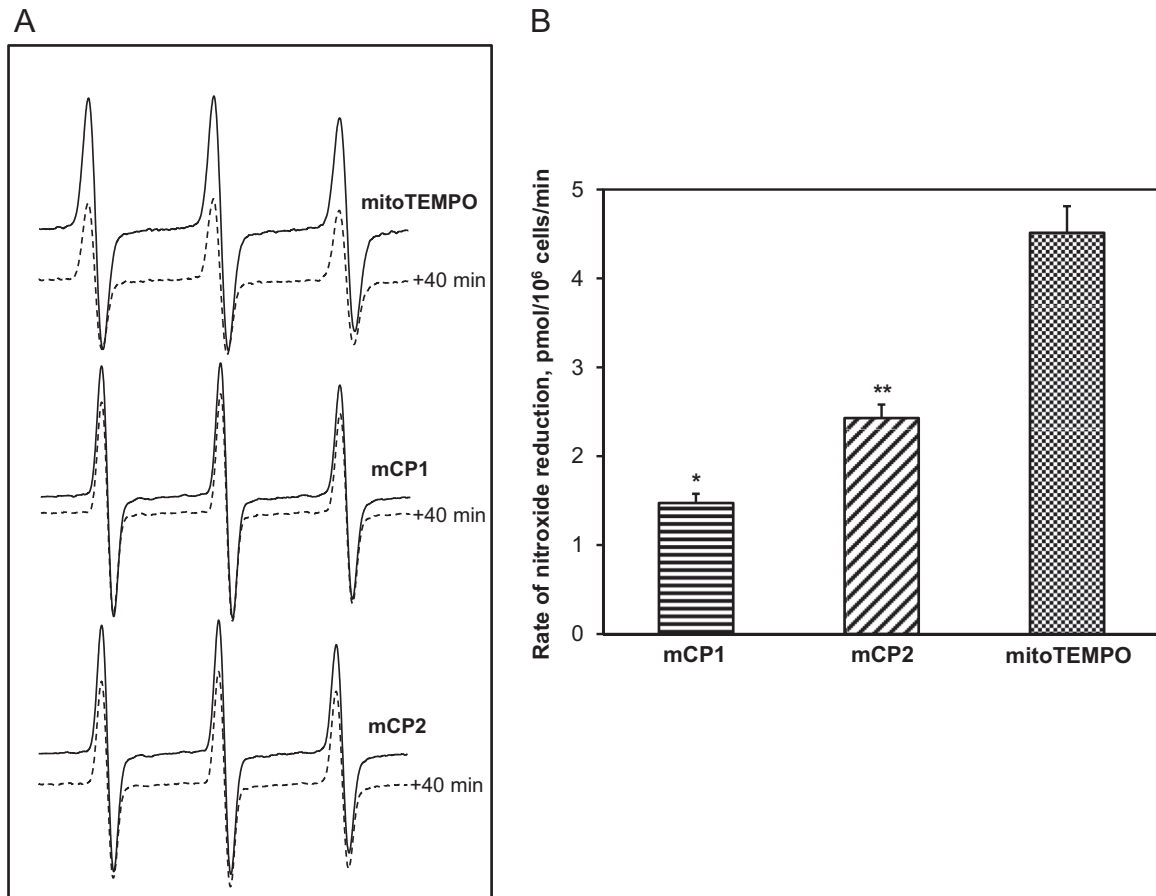 A
mitoTEMPO
+40 min
mCP1
+40 min
mCP2
+40 min
B
Rate of nitroxide reduction, pmol/10⁶ cells/min
5
4
3
2
1
0
*
**
mCP1
mCP2
mitoTEMPO